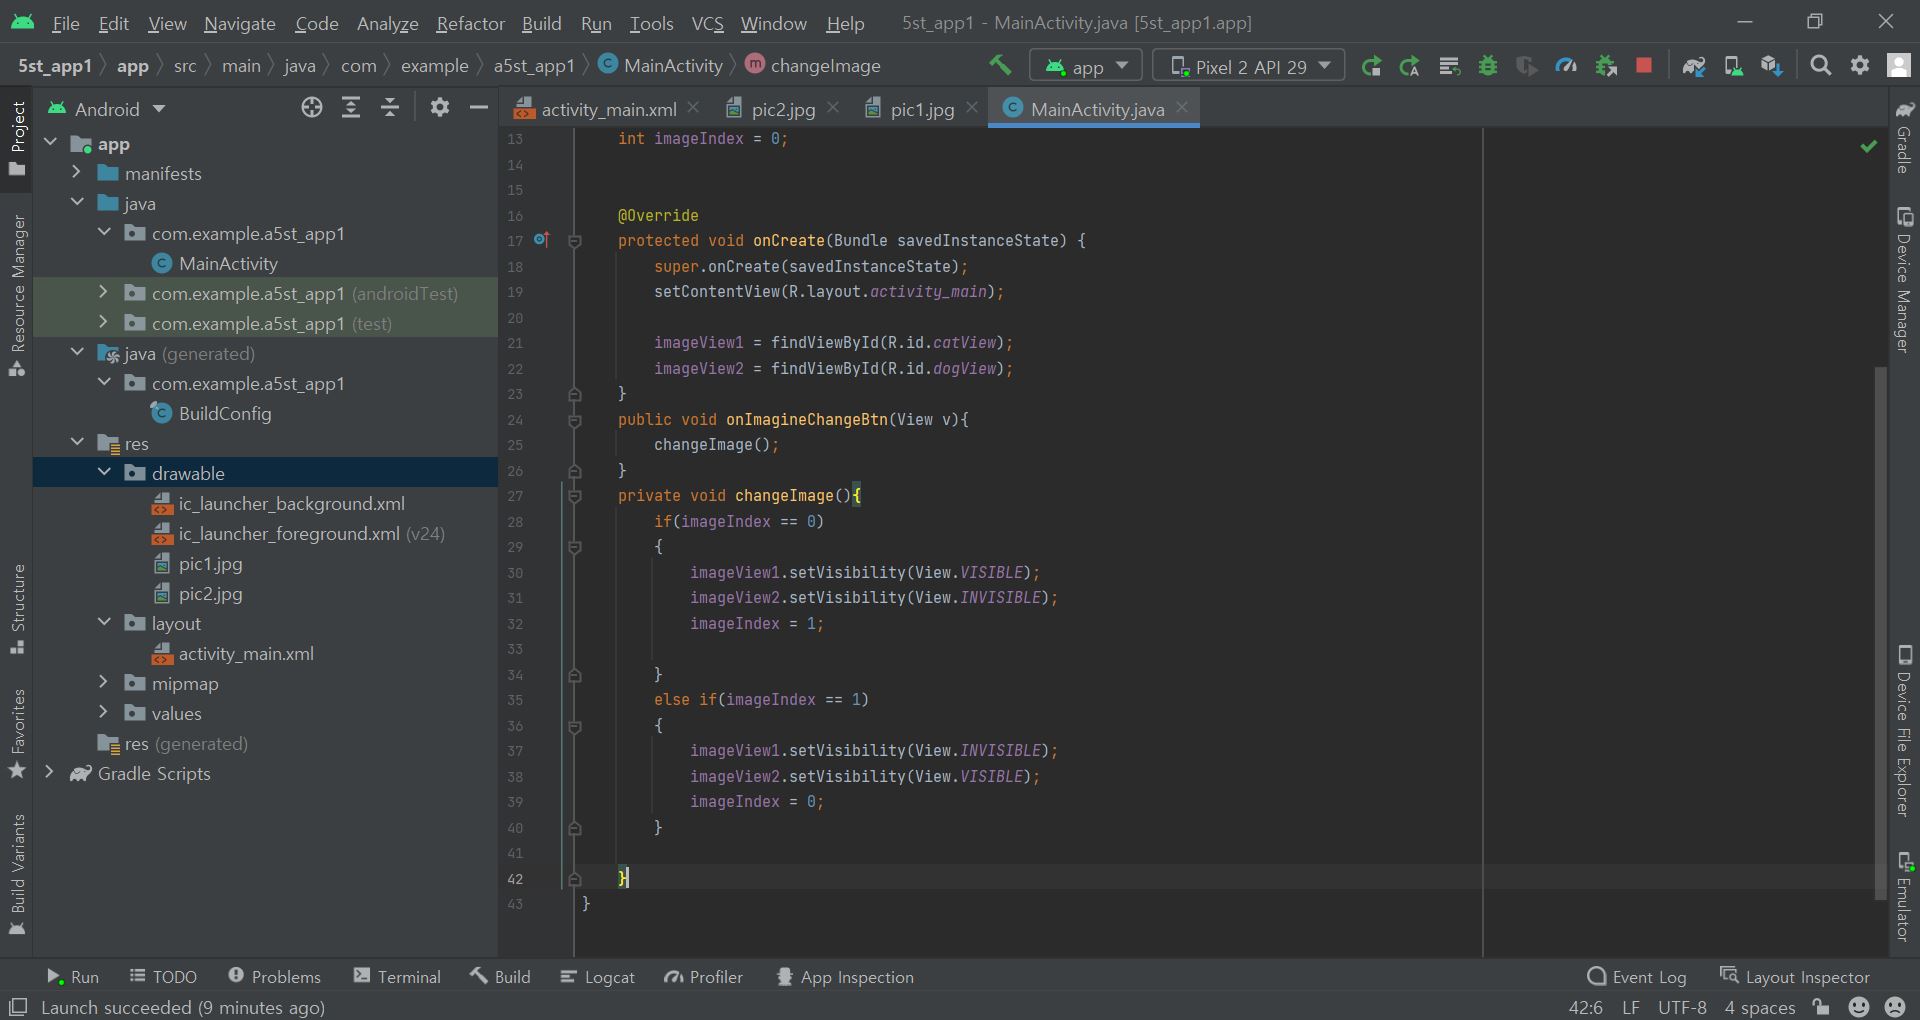 File Edit View Navigate Code Analyze Refactor Build Run Tools VCS Window Help 5st_app1 - MainActivity.java [5st_app1.app]
5st_app1 app src main java com example a5st_app1 MainActivity changeImage app Pixel 2 API 29
Project
Resource Manager
Structure
Favorites
Build Variants
Android
app
manifests
java
com.example.a5st_app1
MainActivity
com.example.a5st_app1 (androidTest)
com.example.a5st_app1 (test)
java (generated)
com.example.a5st_app1
BuildConfig
res
drawable
ic_launcher_background.xml
ic_launcher_foreground.xml (v24)
pic1.jpg
pic2.jpg
layout
activity_main.xml
mipmap
values
res (generated)
Gradle Scripts
activity_main.xml pic2.jpg pic1.jpg MainActivity.java
13 int imageIndex = 0;
14
15
16 @Override
17 protected void onCreate(Bundle savedInstanceState) {
18 super.onCreate(savedInstanceState);
19 setContentView(R.layout.activity_main);
20
21 imageView1 = findViewById(R.id.catView);
22 imageView2 = findViewById(R.id.dogView);
23 }
24 public void onImagineChangeBtn(View v){
25 changeImage();
26 }
27 private void changeImage(){
28 if(imageIndex == 0)
29 {
30 imageView1.setVisibility(View.VISIBLE);
31 imageView2.setVisibility(View.INVISIBLE);
32 imageIndex = 1;
33
34 }
35 else if(imageIndex == 1)
36 {
37 imageView1.setVisibility(View.INVISIBLE);
38 imageView2.setVisibility(View.VISIBLE);
39 imageIndex = 0;
40 }
41
42 }
43 }
Gradle
Device Manager
Device File Explorer
Emulator
Run TODO Problems Terminal Build Logcat Profiler App Inspection Event Log Layout Inspector
Launch succeeded (9 minutes ago) 42:6 LF UTF-8 4 spaces